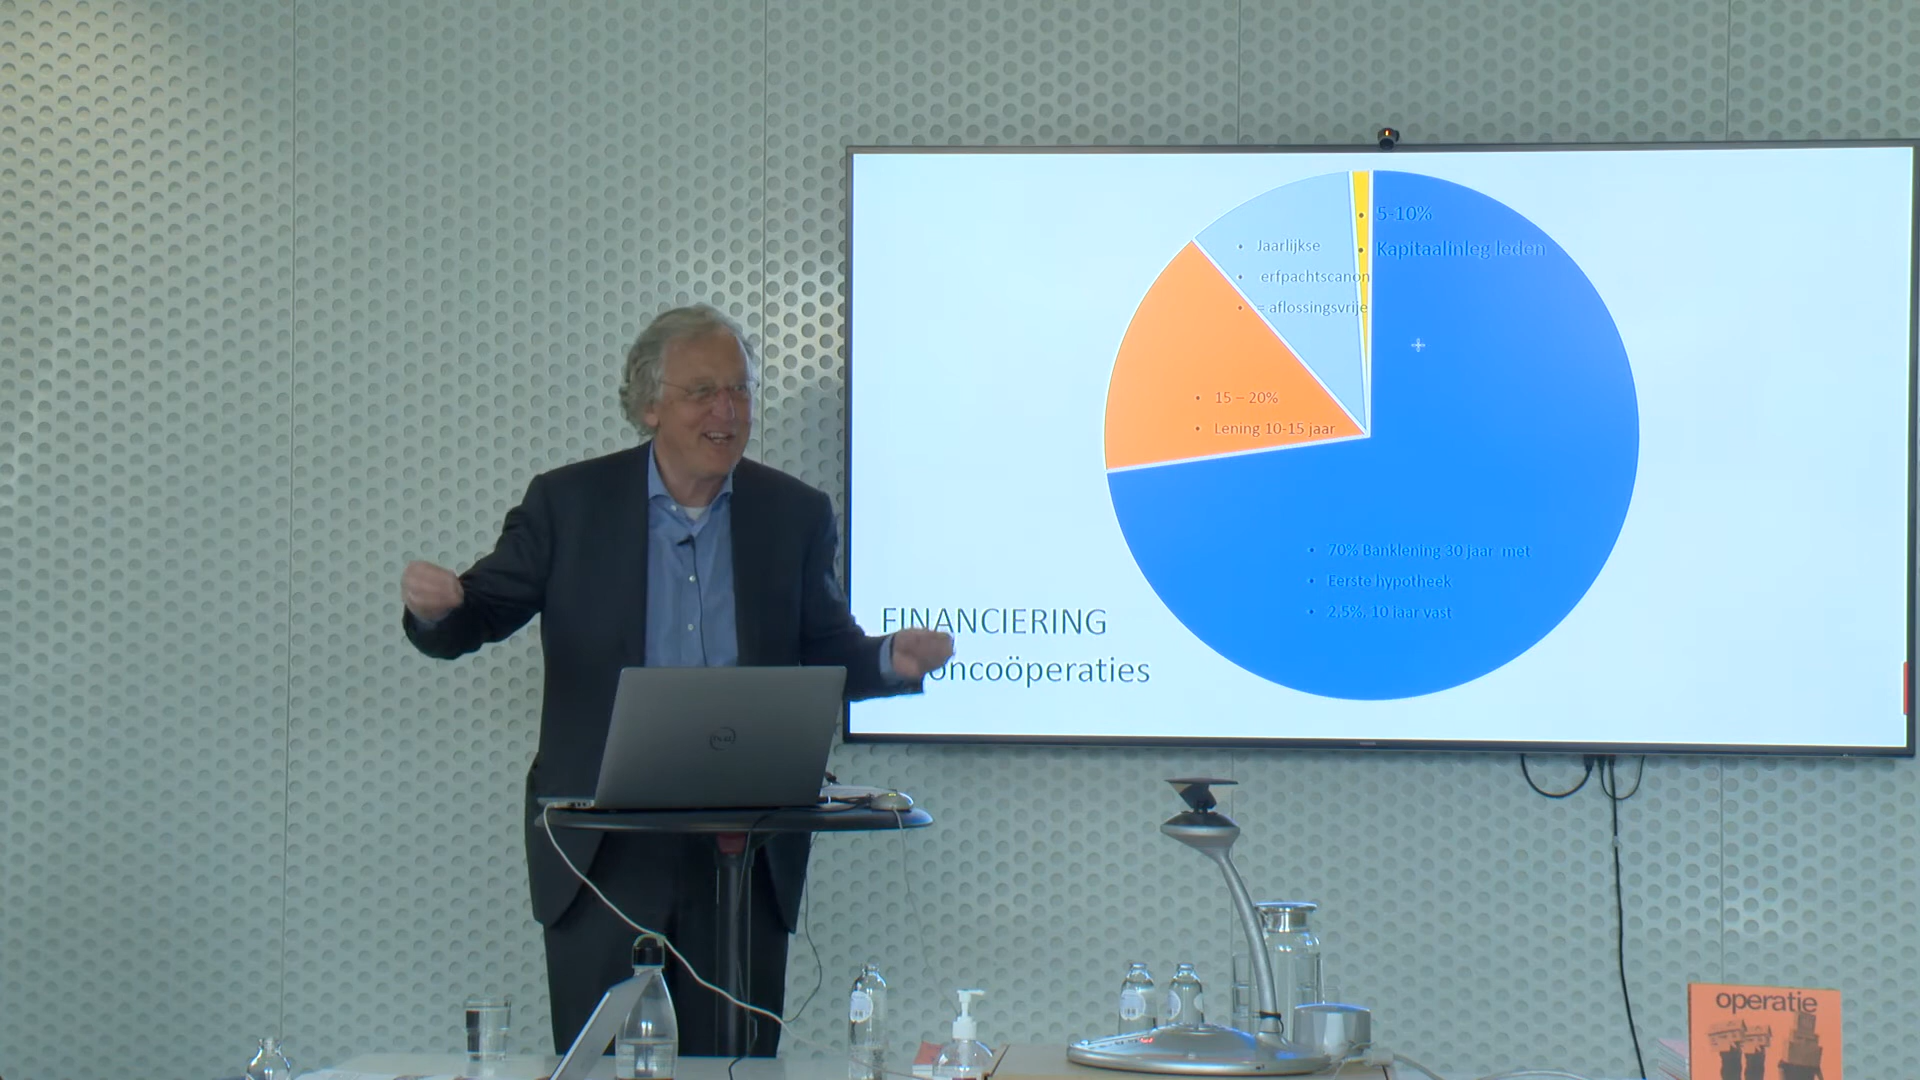 • 5-10%
• Kapitaalinleg leden
• Jaarlijkse
• erfpachtscanon
• = aflossingsvrije
• 15 – 20%
• Lening 10-15 jaar
• 70% Banklening 30 jaar met
• Eerste hypotheek
• 2,5%, 10 jaar vast
FINANCIERING
oncoöperaties
DELL
operatie